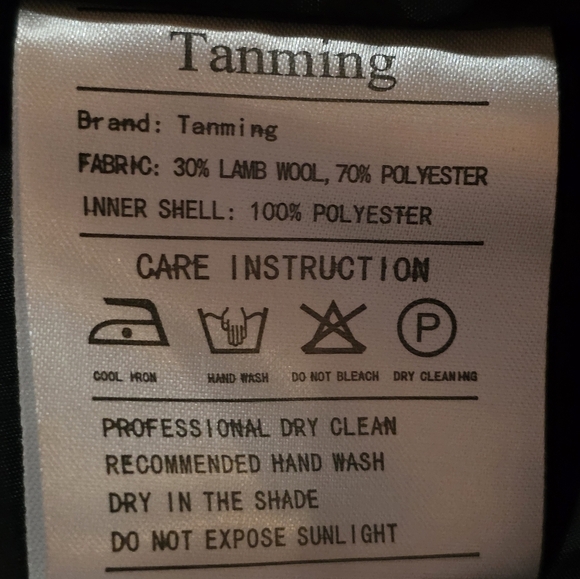 Tanming
Brand: Tanming
FABRIC: 30% LAMB WOOL, 70% POLYESTER
INNER SHELL: 100% POLYESTER
CARE INSTRUCTION
P
COOL IRON HAND WASH DO NOT BLEACH DRY CLEANING
PROFESSIONAL DRY CLEAN
RECOMMENDED HAND WASH
DRY IN THE SHADE
DO NOT EXPOSE SUNLIGHT